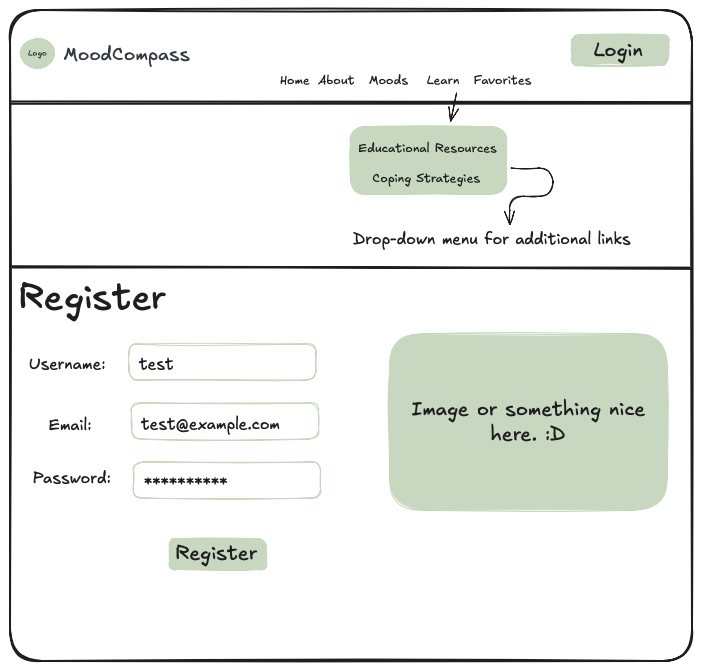 Logo
MoodCompass
Login
Home About Moods Learn Favorites
Educational Resources
Coping Strategies
Drop-down menu for additional links
Register
Username: test
Email: test@example.com
Password: **********
Register
Image or something nice
here. :D